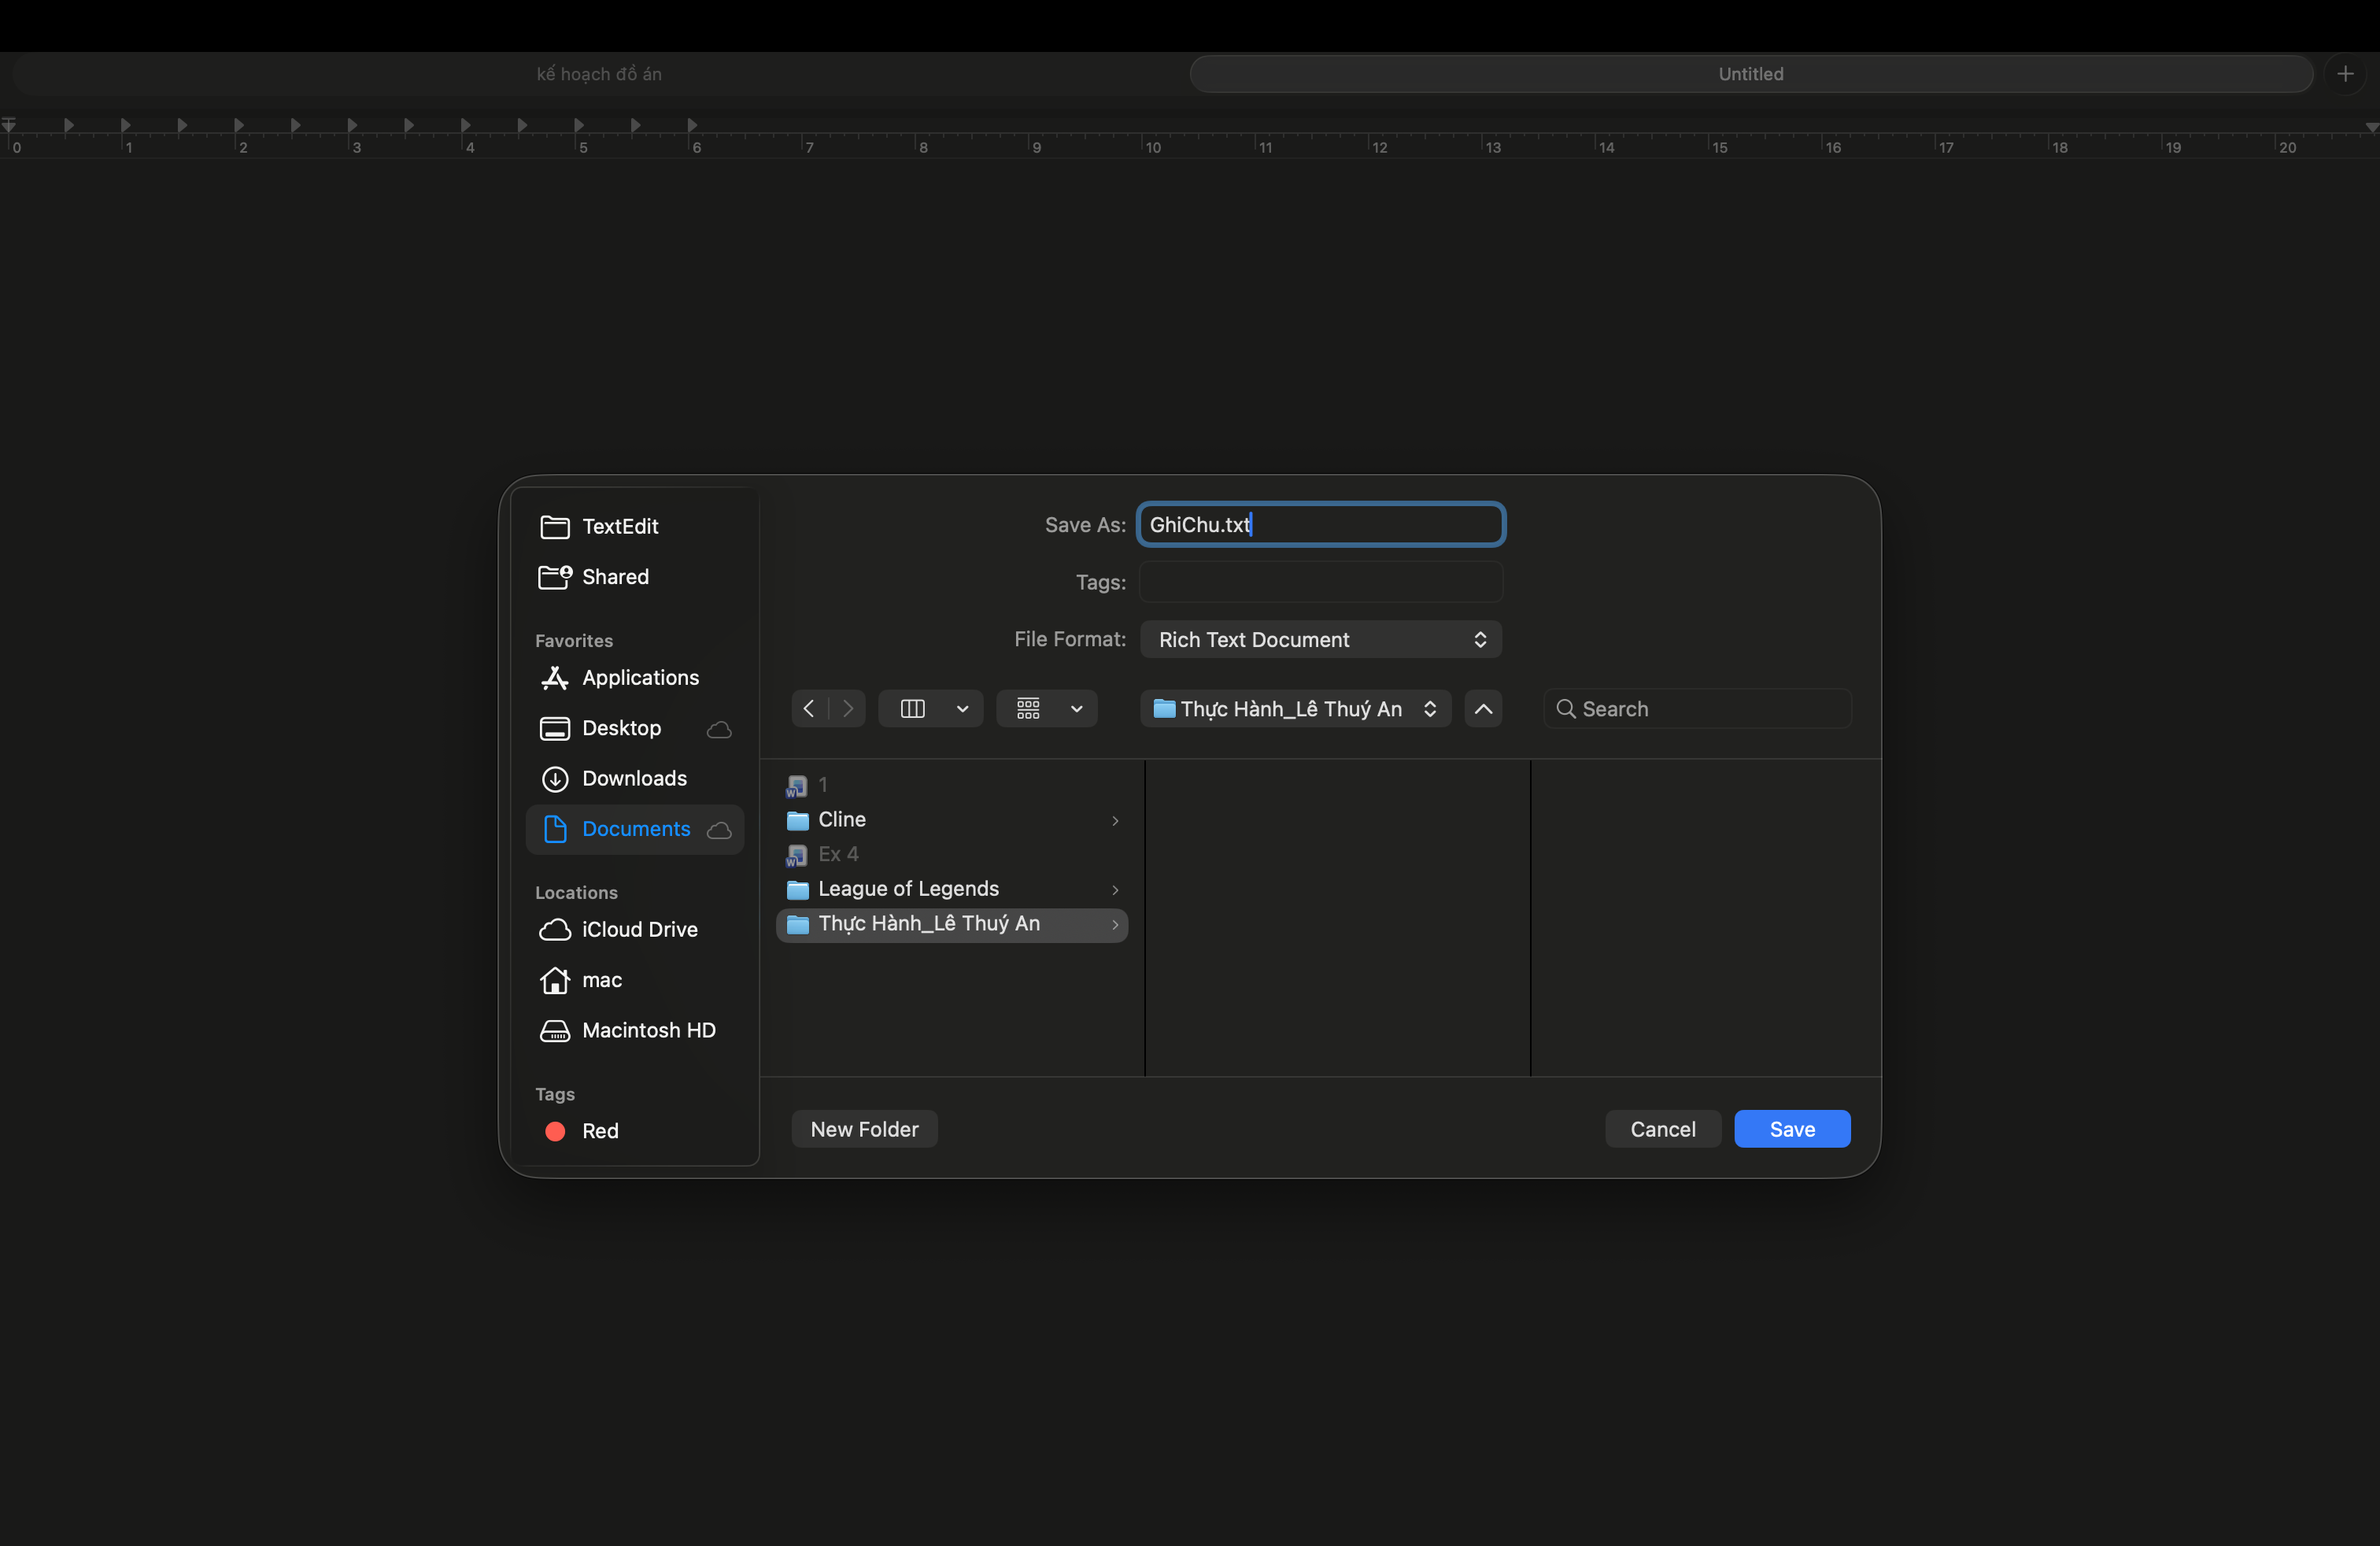 kế hoạch đồ án
Untitled
0 1 2 3 4 5 6 7 8 9 10 11 12 13 14 15 16 17 18 19 20
TextEdit
Shared
Favorites
Applications
Desktop
Downloads
Documents
Locations
iCloud Drive
mac
Macintosh HD
Tags
Red
Save As: GhiChu.txt
Tags:
File Format: Rich Text Document
Thực Hành_Lê Thuý An
Search
1
Cline
Ex 4
League of Legends
Thực Hành_Lê Thuý An
New Folder
Cancel
Save